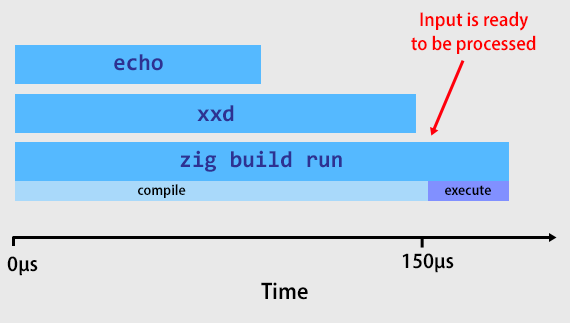 Input is ready
to be processed
echo
xxd
zig build run
compile
execute
0µs
150µs
Time